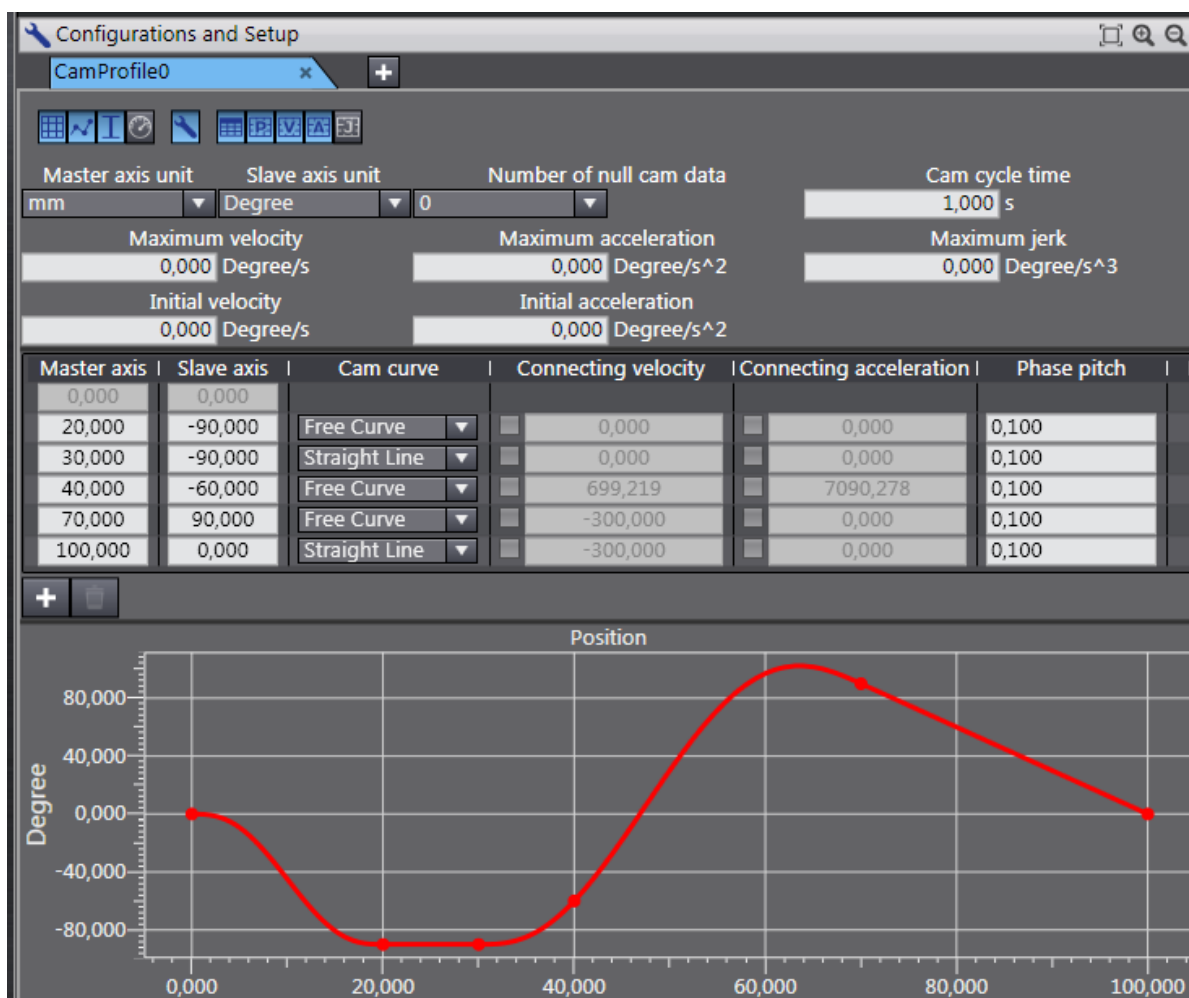 Configurations and Setup
CamProfile0 × +
P V A J
Master axis unit Slave axis unit Number of null cam data Cam cycle time
mm Degree 0 1,000 s
Maximum velocity Maximum acceleration Maximum jerk
0,000 Degree/s 0,000 Degree/s^2 0,000 Degree/s^3
Initial velocity Initial acceleration
0,000 Degree/s 0,000 Degree/s^2
Master axis Slave axis Cam curve Connecting velocity Connecting acceleration Phase pitch
0,000 0,000
20,000 -90,000 Free Curve 0,000 0,000 0,100
30,000 -90,000 Straight Line 0,000 0,000 0,100
40,000 -60,000 Free Curve 699,219 7090,278 0,100
70,000 90,000 Free Curve -300,000 0,000 0,100
100,000 0,000 Straight Line -300,000 0,000 0,100
+
Position
Degree
80,000
40,000
0,000
-40,000
-80,000
0,000 20,000 40,000 60,000 80,000 100,000